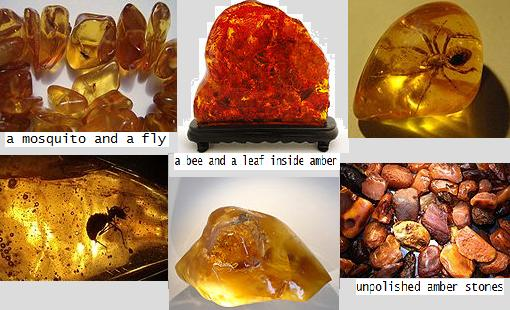 a mosquito and a fly
a bee and a leaf inside amber
unpolished amber stones